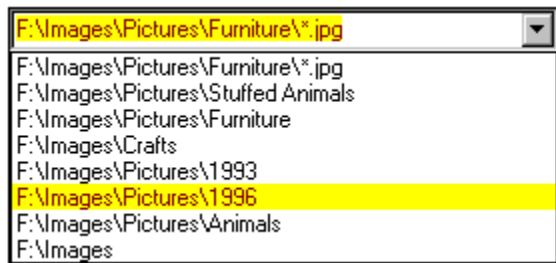 F:\Images\Pictures\Furniture\*.jpg
F:\Images\Pictures\Furniture\*.jpg
F:\Images\Pictures\Stuffed Animals
F:\Images\Pictures\Furniture
F:\Images\Crafts
F:\Images\Pictures\1993
F:\Images\Pictures\1996
F:\Images\Pictures\Animals
F:\Images